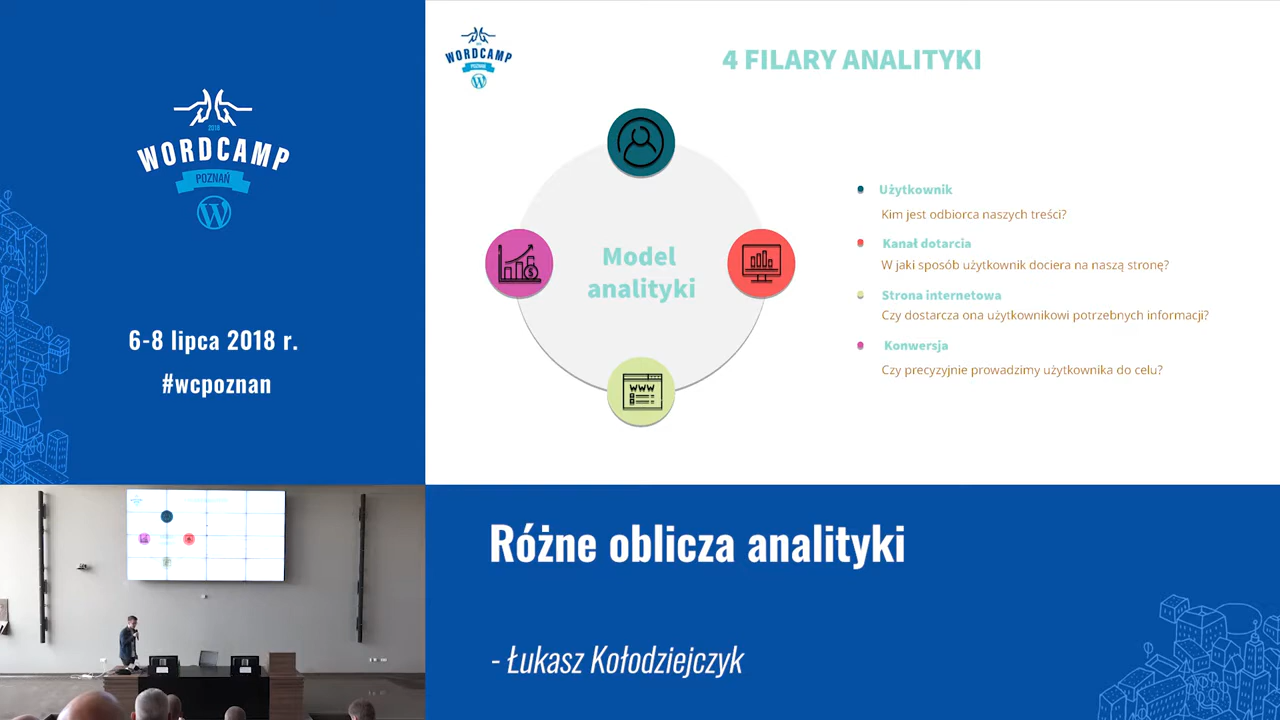 2018
WORDCAMP
POZNAŃ
6-8 lipca 2018 r.
#wcpoznan
WORDCAMP
POZNAŃ
4 FILARY ANALITYKI
Model
analityki
WWW
Użytkownik
Kim jest odbiorca naszych treści?
Kanał dotarcia
W jaki sposób użytkownik dociera na naszą stronę?
Strona internetowa
Czy dostarcza ona użytkownikowi potrzebnych informacji?
Konwersja
Czy precyzyjnie prowadzimy użytkownika do celu?
Różne oblicza analityki
- Łukasz Kołodziejczyk